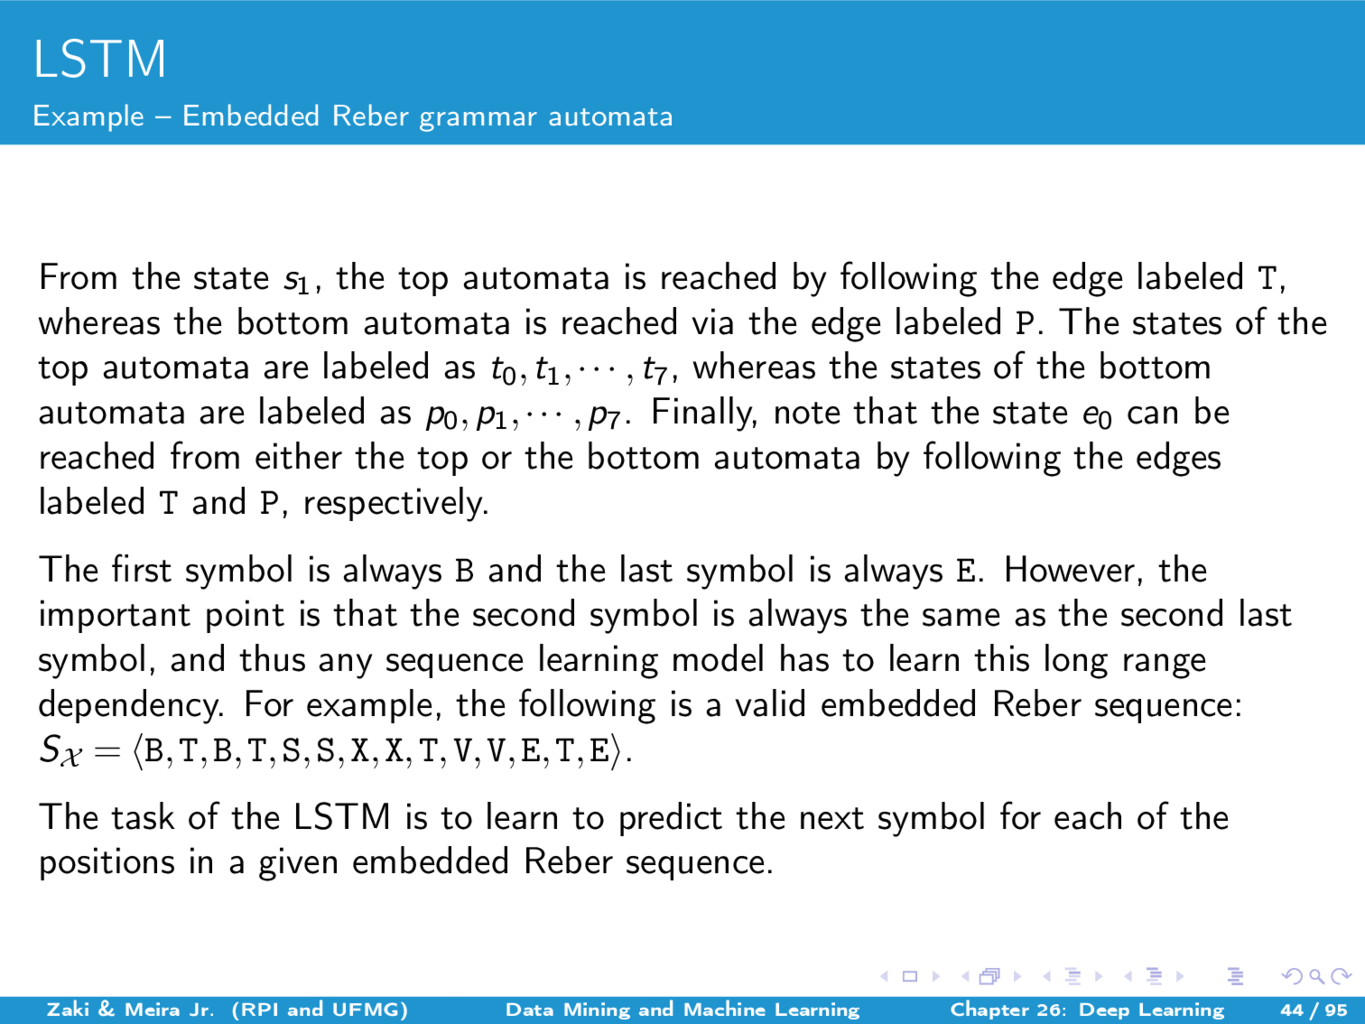 LSTM
Example – Embedded Reber grammar automata
From the state s₁, the top automata is reached by following the edge labeled T,
whereas the bottom automata is reached via the edge labeled P. The states of the
top automata are labeled as t₀, t₁, ⋯ , t₇, whereas the states of the bottom
automata are labeled as p₀, p₁, ⋯ , p₇. Finally, note that the state e₀ can be
reached from either the top or the bottom automata by following the edges
labeled T and P, respectively.
The first symbol is always B and the last symbol is always E. However, the
important point is that the second symbol is always the same as the second last
symbol, and thus any sequence learning model has to learn this long range
dependency. For example, the following is a valid embedded Reber sequence:
S_𝒳 = ⟨B, T, B, T, S, S, X, X, T, V, V, E, T, E⟩.
The task of the LSTM is to learn to predict the next symbol for each of the
positions in a given embedded Reber sequence.
Zaki & Meira Jr. (RPI and UFMG) Data Mining and Machine Learning Chapter 26: Deep Learning 44 / 95